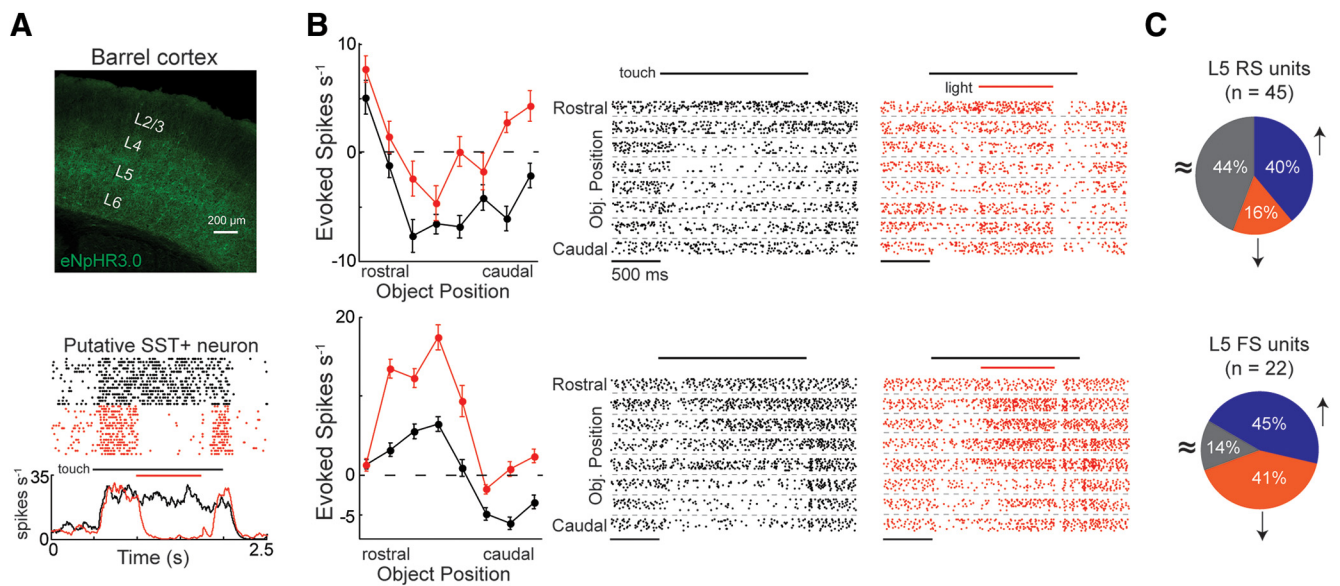 A
Barrel cortex
L2/3
L4
L5
L6
200 µm
eNpHR3.0
Putative SST+ neuron
touch
35
spikes s⁻¹
0
0
2.5
Time (s)
B
10
0
-10
Evoked Spikes s⁻¹
rostral
caudal
Object Position
touch
light
Rostral
Obj. Position
Caudal
500 ms
20
0
-5
Evoked Spikes s⁻¹
rostral
caudal
Object Position
Rostral
Obj. Position
Caudal
C
L5 RS units
(n = 45)
↑
≈
44%
40%
16%
↓
L5 FS units
(n = 22)
↑
45%
≈
14%
41%
↓